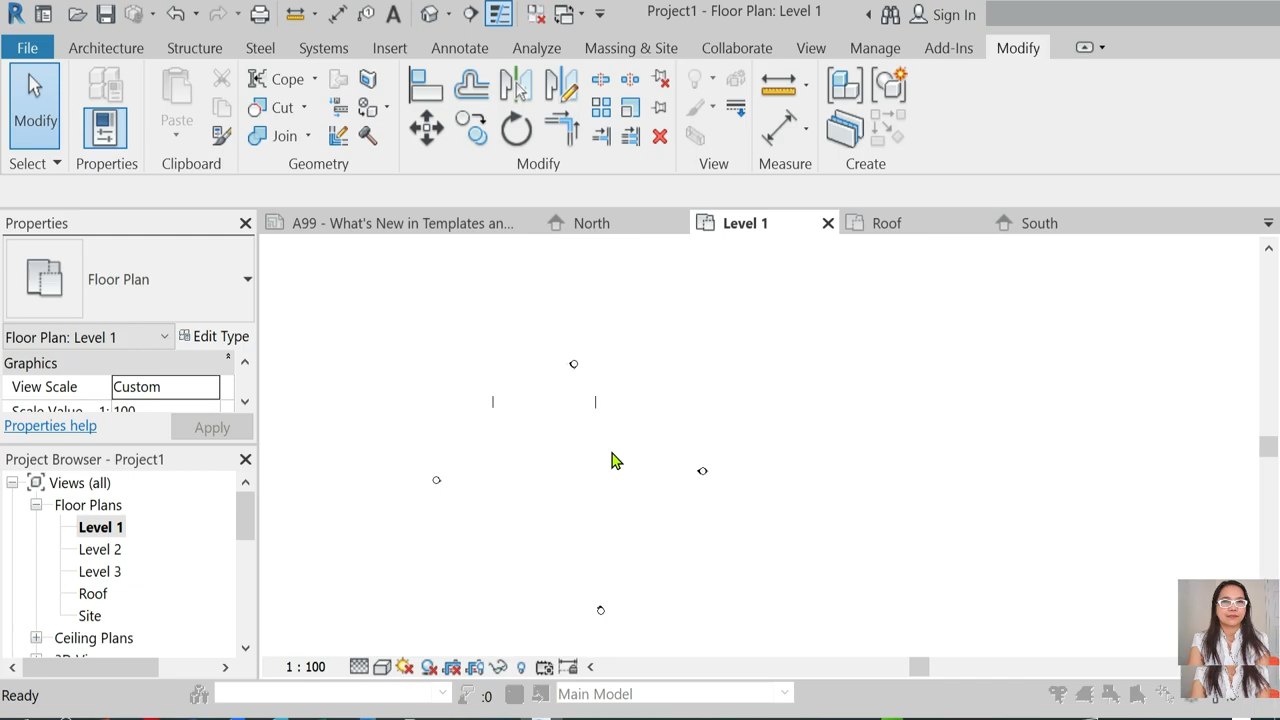 Project1 - Floor Plan: Level 1
Sign In
File
Architecture
Structure
Steel
Systems
Insert
Annotate
Analyze
Massing & Site
Collaborate
View
Manage
Add-Ins
Modify
Modify
Paste
Cope
Cut
Join
Select
Properties
Clipboard
Geometry
Modify
View
Measure
Create
Properties
A99 - What's New in Templates an...
North
Level 1
Roof
South
Floor Plan
Floor Plan: Level 1
Edit Type
Graphics
View Scale
Custom
Scale Value 1: 100
Properties help
Apply
Project Browser - Project1
Views (all)
Floor Plans
Level 1
Level 2
Level 3
Roof
Site
Ceiling Plans
1 : 100
Ready
:0
Main Model